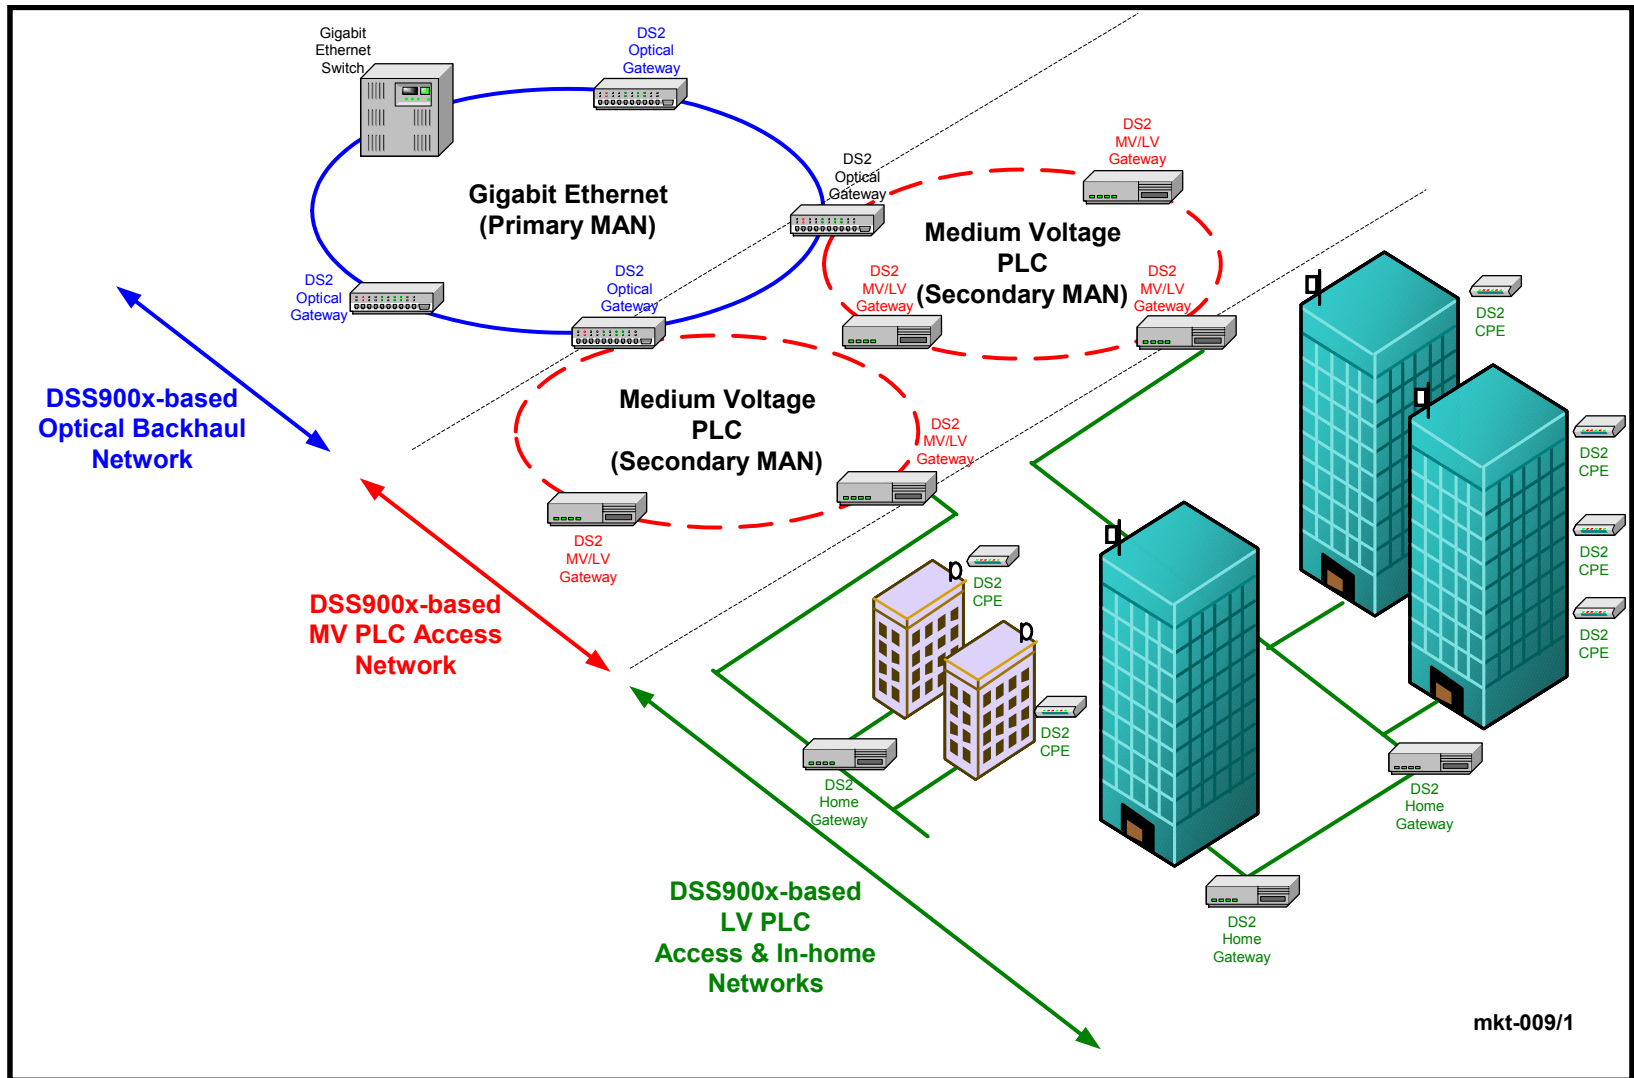 Gigabit
Ethernet
Switch
DS2
Optical
Gateway
DS2
Optical
Gateway
DS2
MV/LV
Gateway
Gigabit Ethernet
(Primary MAN)
Medium Voltage
PLC
(Secondary MAN)
DS2
Optical
Gateway
DS2
Optical
Gateway
DS2
MV/LV
Gateway
DS2
MV/LV
Gateway
DS2
CPE
DSS900x-based
Optical Backhaul
Network
Medium Voltage
PLC
(Secondary MAN)
DS2
MV/LV
Gateway
DS2
CPE
DS2
MV/LV
Gateway
DS2
CPE
DS2
CPE
DSS900x-based
MV PLC Access
Network
DS2
CPE
DS2
CPE
DS2
Home
Gateway
DS2
Home
Gateway
DSS900x-based
LV PLC
Access & In-home
Networks
DS2
Home
Gateway
mkt-009/1